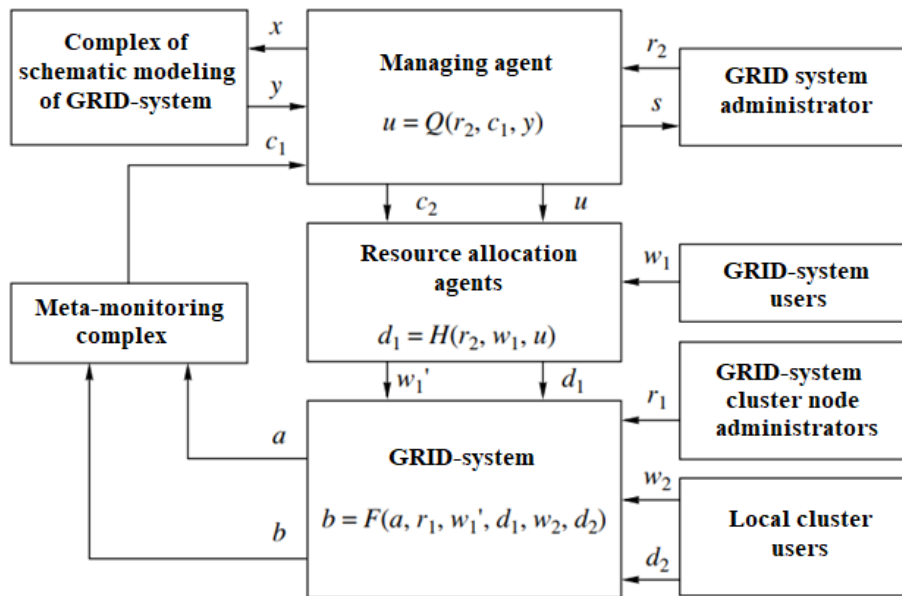 Complex of
schematic modeling
of GRID-system
x
y
c₁
Managing agent
u = Q(r₂, c₁, y)
r₂
s
GRID system
administrator
c₂
u
Resource allocation
agents
d₁ = H(r₂, w₁, u)
w₁
GRID-system
users
Meta-monitoring
complex
w₁'
d₁
r₁
GRID-system
cluster node
administrators
a
b
GRID-system
b = F(a, r₁, w₁', d₁, w₂, d₂)
w₂
d₂
Local cluster
users